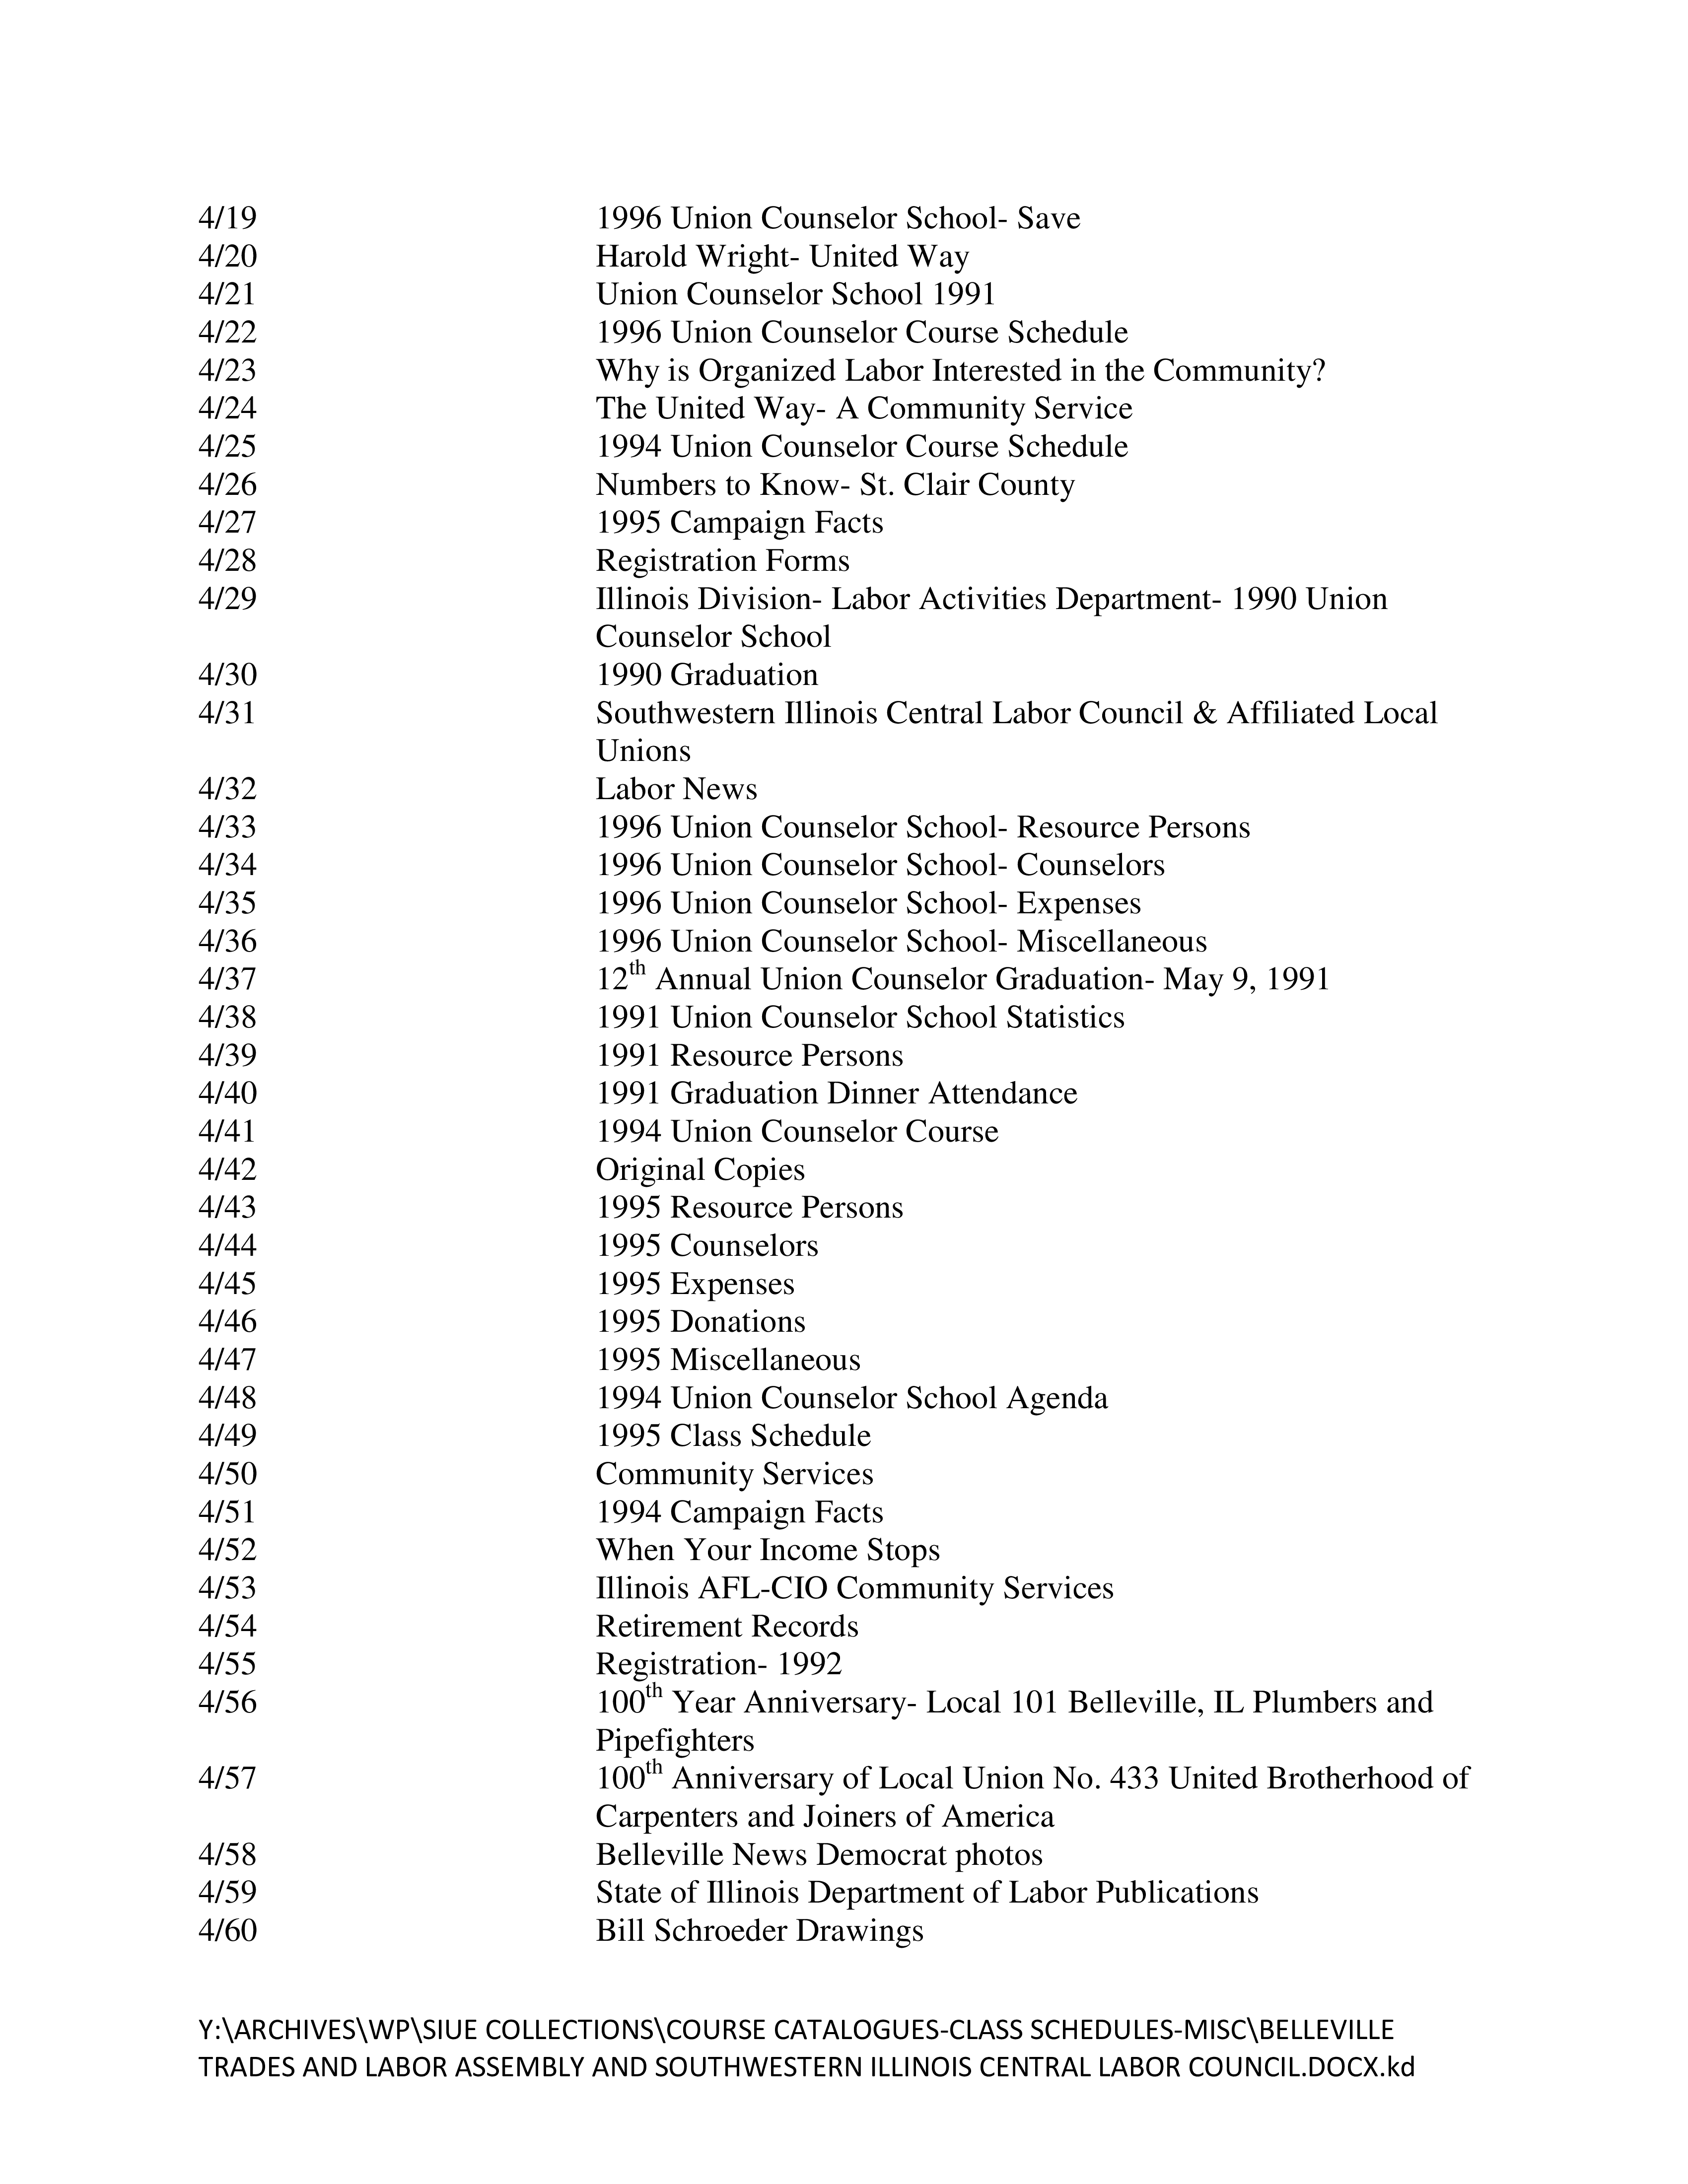 4/19 1996 Union Counselor School- Save
4/20 Harold Wright- United Way
4/21 Union Counselor School 1991
4/22 1996 Union Counselor Course Schedule
4/23 Why is Organized Labor Interested in the Community?
4/24 The United Way- A Community Service
4/25 1994 Union Counselor Course Schedule
4/26 Numbers to Know- St. Clair County
4/27 1995 Campaign Facts
4/28 Registration Forms
4/29 Illinois Division- Labor Activities Department- 1990 Union
Counselor School
4/30 1990 Graduation
4/31 Southwestern Illinois Central Labor Council & Affiliated Local
Unions
4/32 Labor News
4/33 1996 Union Counselor School- Resource Persons
4/34 1996 Union Counselor School- Counselors
4/35 1996 Union Counselor School- Expenses
4/36 1996 Union Counselor School- Miscellaneous
4/37 12th Annual Union Counselor Graduation- May 9, 1991
4/38 1991 Union Counselor School Statistics
4/39 1991 Resource Persons
4/40 1991 Graduation Dinner Attendance
4/41 1994 Union Counselor Course
4/42 Original Copies
4/43 1995 Resource Persons
4/44 1995 Counselors
4/45 1995 Expenses
4/46 1995 Donations
4/47 1995 Miscellaneous
4/48 1994 Union Counselor School Agenda
4/49 1995 Class Schedule
4/50 Community Services
4/51 1994 Campaign Facts
4/52 When Your Income Stops
4/53 Illinois AFL-CIO Community Services
4/54 Retirement Records
4/55 Registration- 1992
4/56 100th Year Anniversary- Local 101 Belleville, IL Plumbers and
Pipefighters
4/57 100th Anniversary of Local Union No. 433 United Brotherhood of
Carpenters and Joiners of America
4/58 Belleville News Democrat photos
4/59 State of Illinois Department of Labor Publications
4/60 Bill Schroeder Drawings
Y:\ARCHIVES\WP\SIUE COLLECTIONS\COURSE CATALOGUES-CLASS SCHEDULES-MISC\BELLEVILLE
TRADES AND LABOR ASSEMBLY AND SOUTHWESTERN ILLINOIS CENTRAL LABOR COUNCIL.DOCX.kd